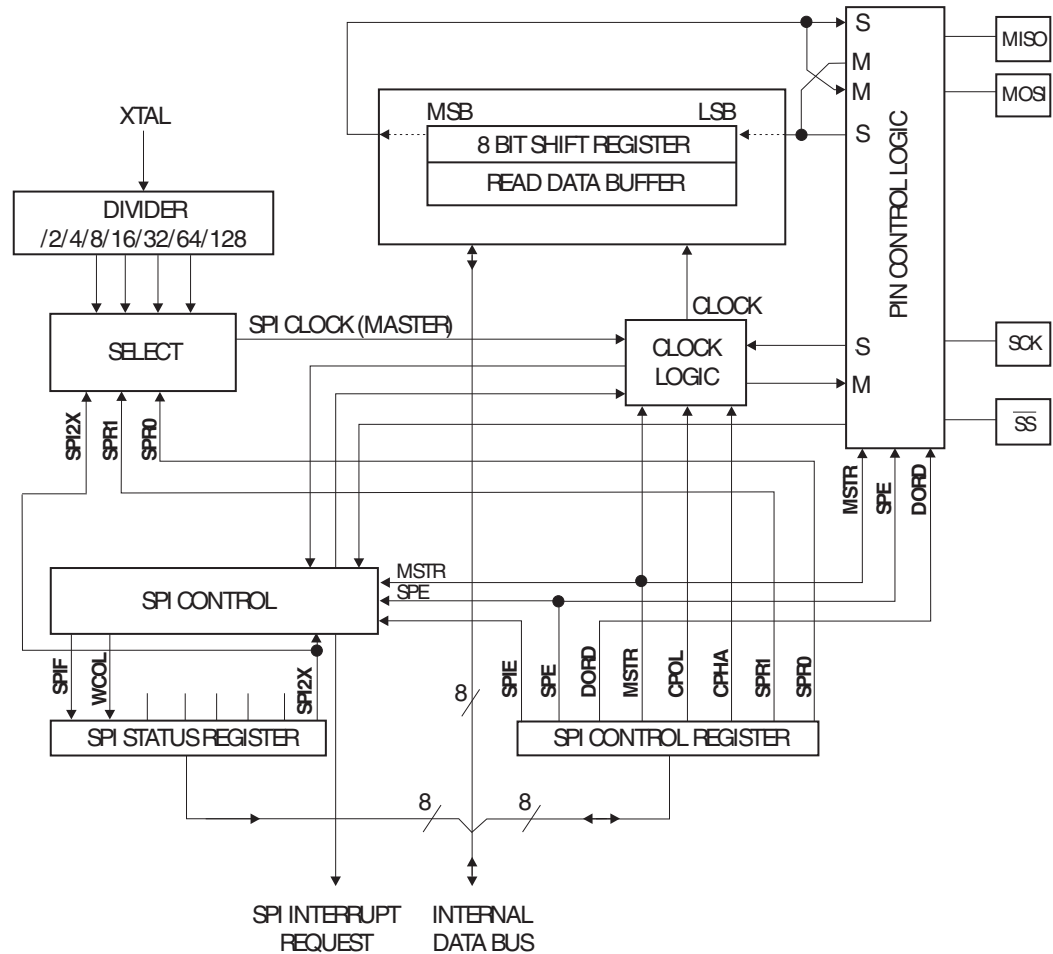 S
MISO
M
M
MOSI
XTAL
MSB
LSB
S
8 BIT SHIFT REGISTER
READ DATA BUFFER
DIVIDER
/2/4/8/16/32/64/128
PIN CONTROL LOGIC
CLOCK
SPI CLOCK (MASTER)
SELECT
CLOCK
LOGIC
S
SCK
M
SS
SPI2X
SPR1
SPR0
MSTR
SPE
DORD
MSTR
SPE
SPI CONTROL
SPIF
WCOL
SPI2X
8
SPIE
SPE
DORD
MSTR
CPOL
CPHA
SPR1
SPR0
SPI STATUS REGISTER
SPI CONTROL REGISTER
8
8
SPI INTERRUPT
REQUEST
INTERNAL
DATA BUS